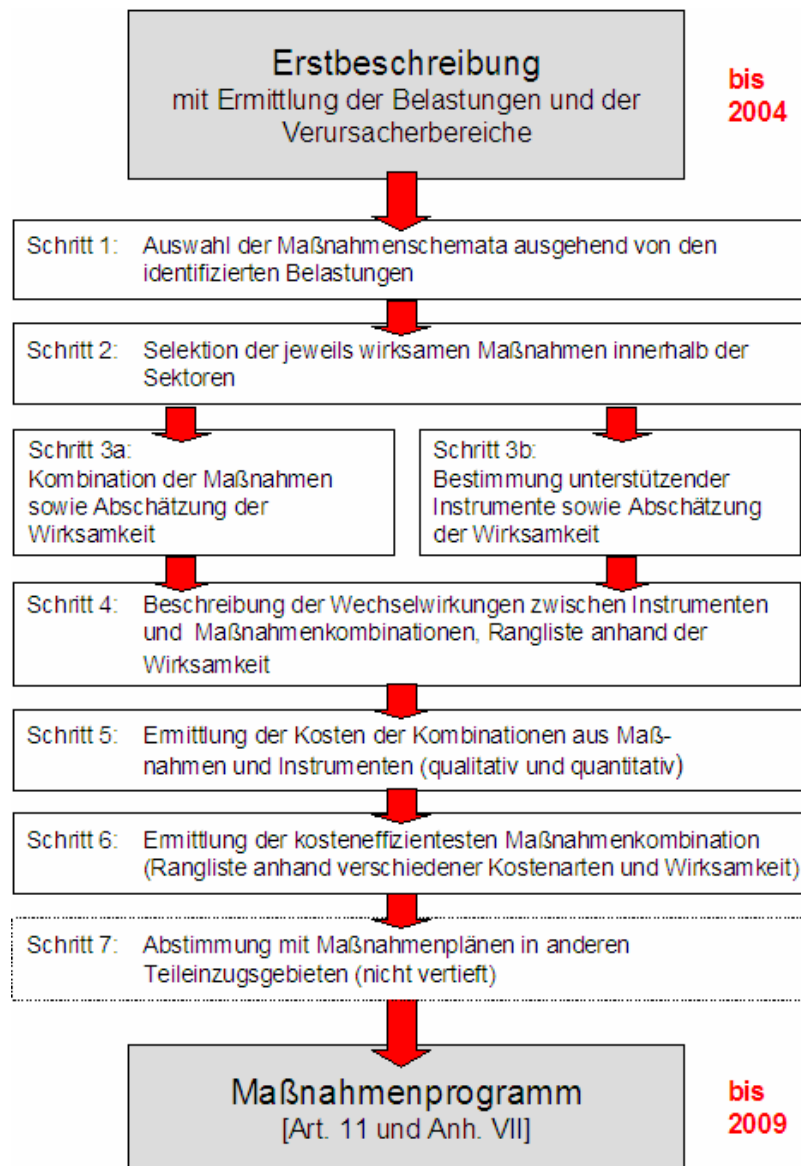 Erstbeschreibung
mit Ermittlung der Belastungen und der
Verursacherbereiche
bis
2004
Schritt 1: Auswahl der Maßnahmenschemata ausgehend von den
identifizierten Belastungen
Schritt 2: Selektion der jeweils wirksamen Maßnahmen innerhalb der
Sektoren
Schritt 3a:
Kombination der Maßnahmen
sowie Abschätzung der
Wirksamkeit
Schritt 3b:
Bestimmung unterstützender
Instrumente sowie Abschätzung
der Wirksamkeit
Schritt 4: Beschreibung der Wechselwirkungen zwischen Instrumenten
und Maßnahmenkombinationen, Rangliste anhand der
Wirksamkeit
Schritt 5: Ermittlung der Kosten der Kombinationen aus Maß-
nahmen und Instrumenten (qualitativ und quantitativ)
Schritt 6: Ermittlung der kosteneffizientesten Maßnahmenkombination
(Rangliste anhand verschiedener Kostenarten und Wirksamkeit)
Schritt 7: Abstimmung mit Maßnahmenplänen in anderen
Teileinzugsgebieten (nicht vertieft)
Maßnahmenprogramm
[Art. 11 und Anh. VII]
bis
2009